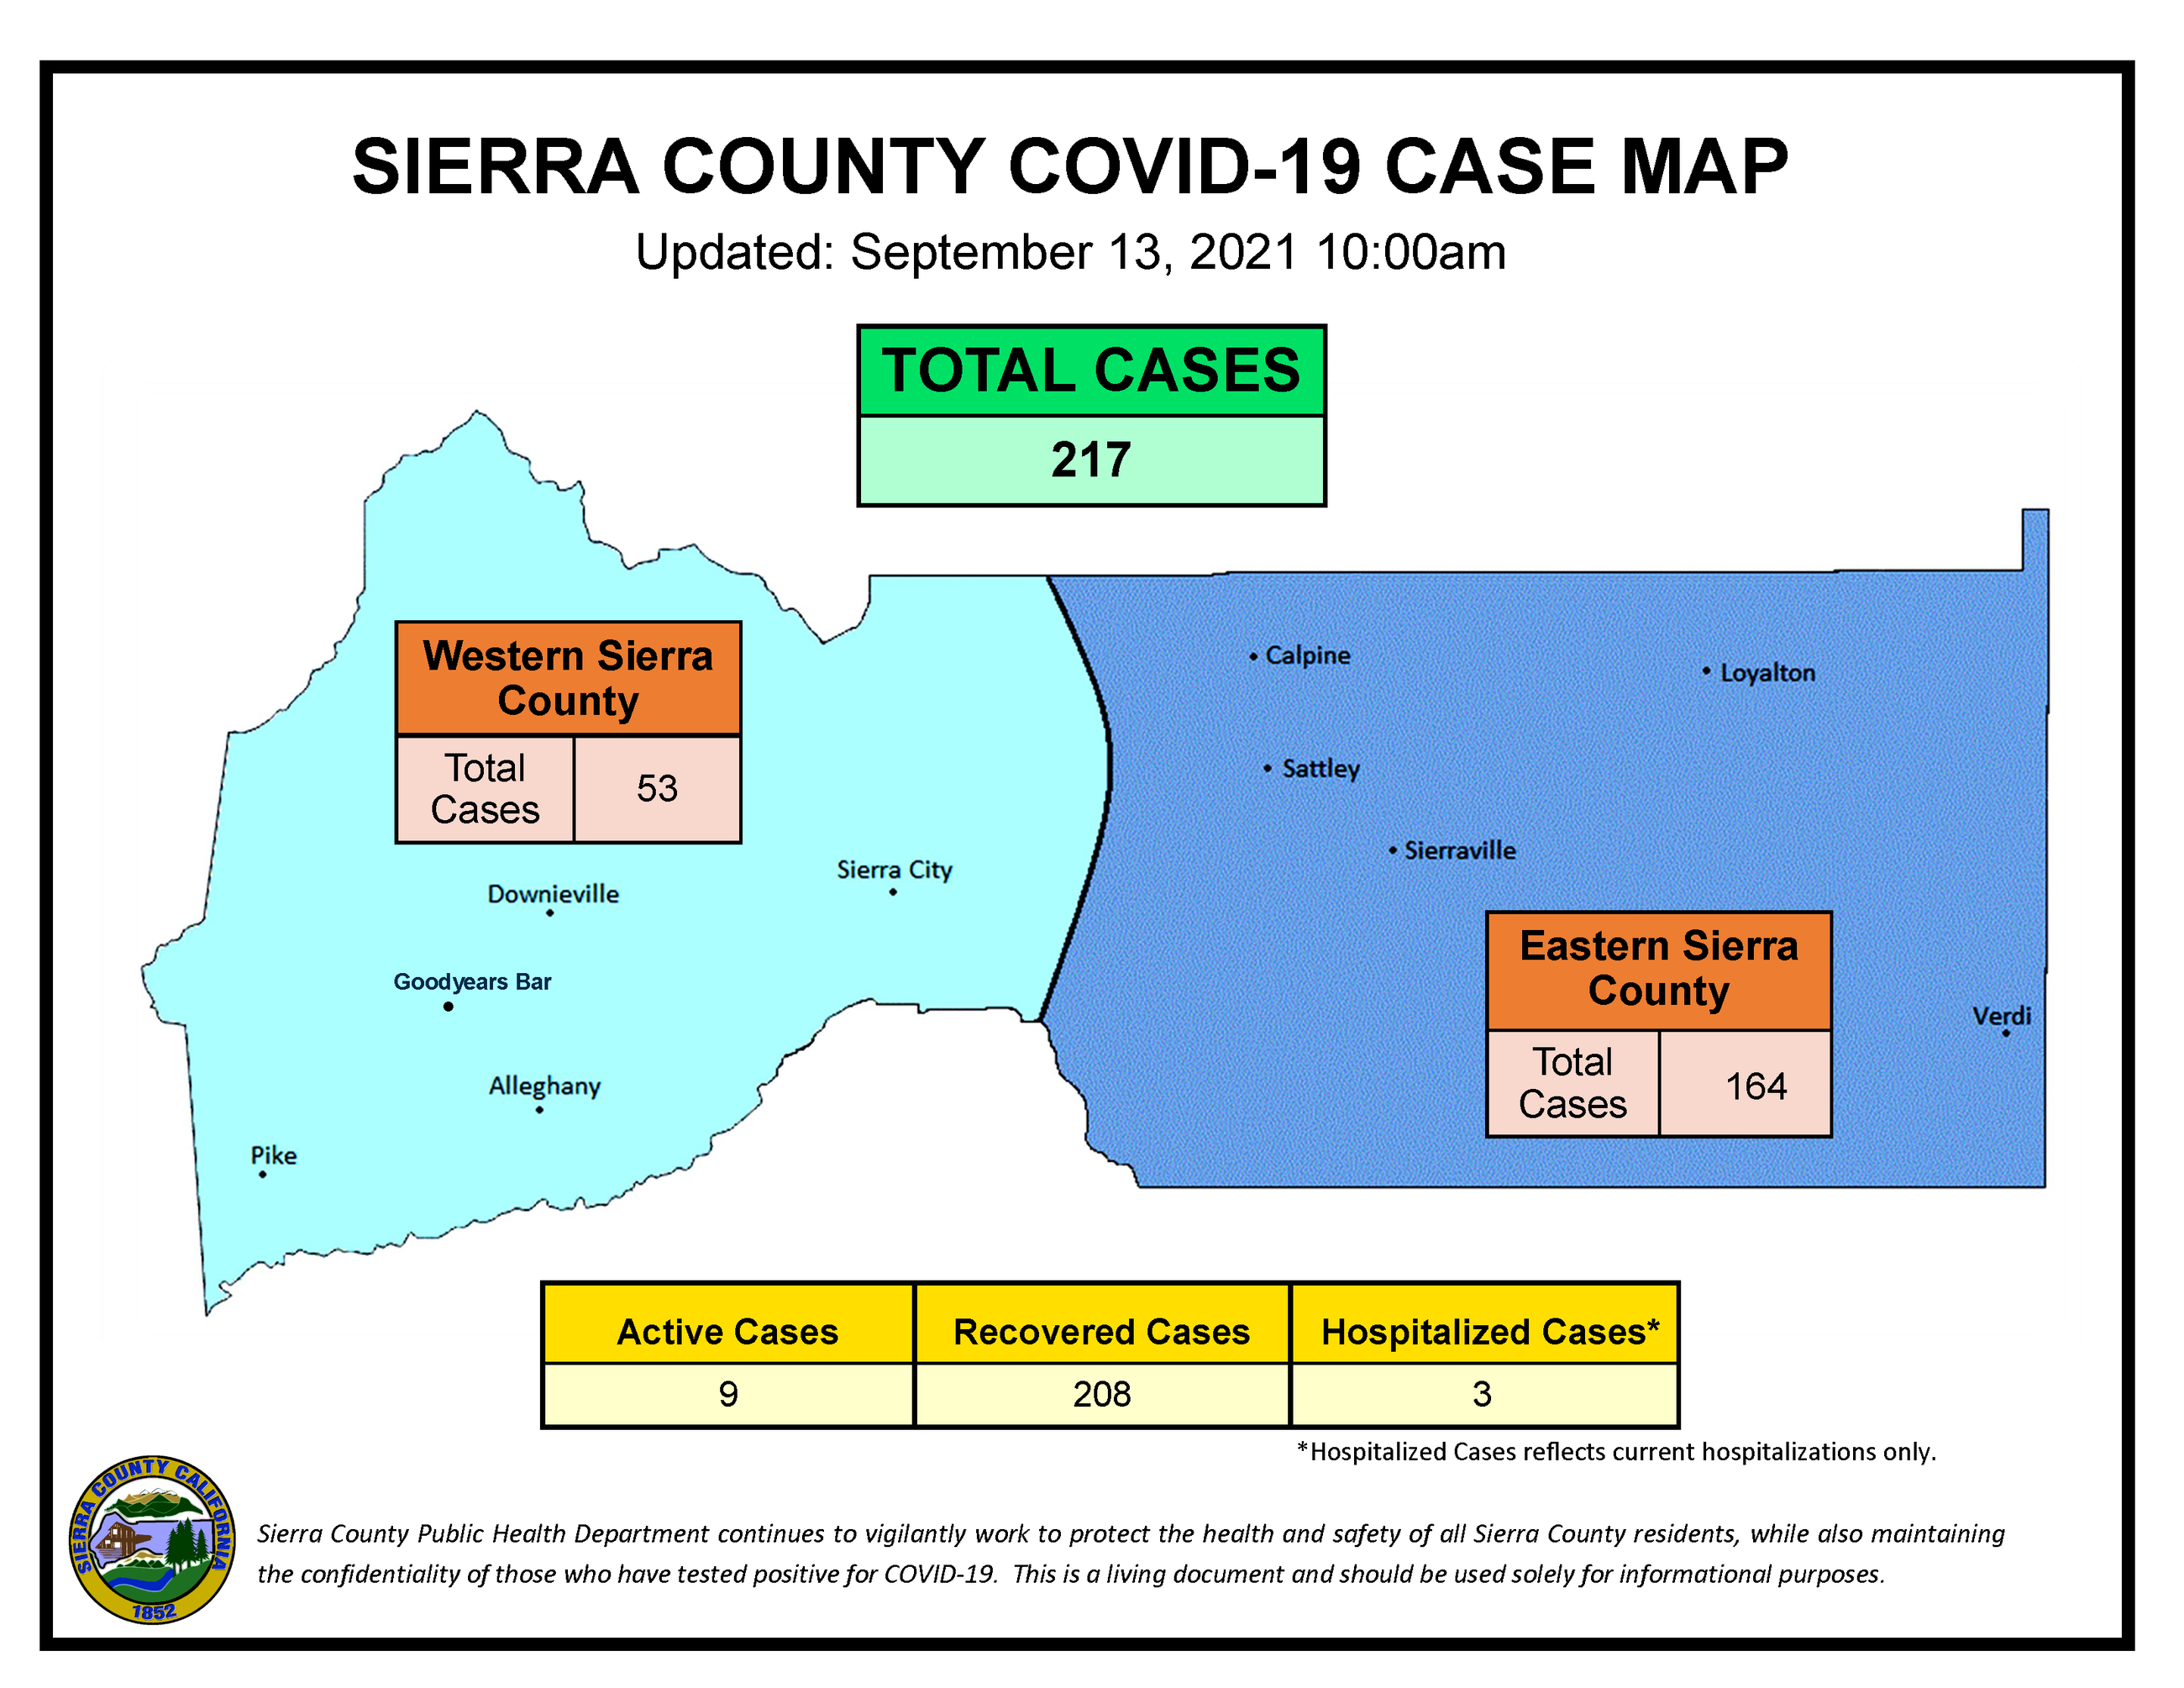 SIERRA COUNTY COVID-19 CASE MAP
Updated: September 13, 2021 10:00am
TOTAL CASES
217
Western Sierra
County
Total
Cases
53
Calpine
Loyalton
Sattley
Sierraville
Sierra City
Downieville
Goodyears Bar
Alleghany
Pike
Eastern Sierra
County
Total
Cases
164
Verdi
Active Cases
Recovered Cases
Hospitalized Cases*
9
208
3
*Hospitalized Cases reflects current hospitalizations only.
SIERRA COUNTY CALIFORNIA
1852
Sierra County Public Health Department continues to vigilantly work to protect the health and safety of all Sierra County residents, while also maintaining
the confidentiality of those who have tested positive for COVID-19.  This is a living document and should be used solely for informational purposes.